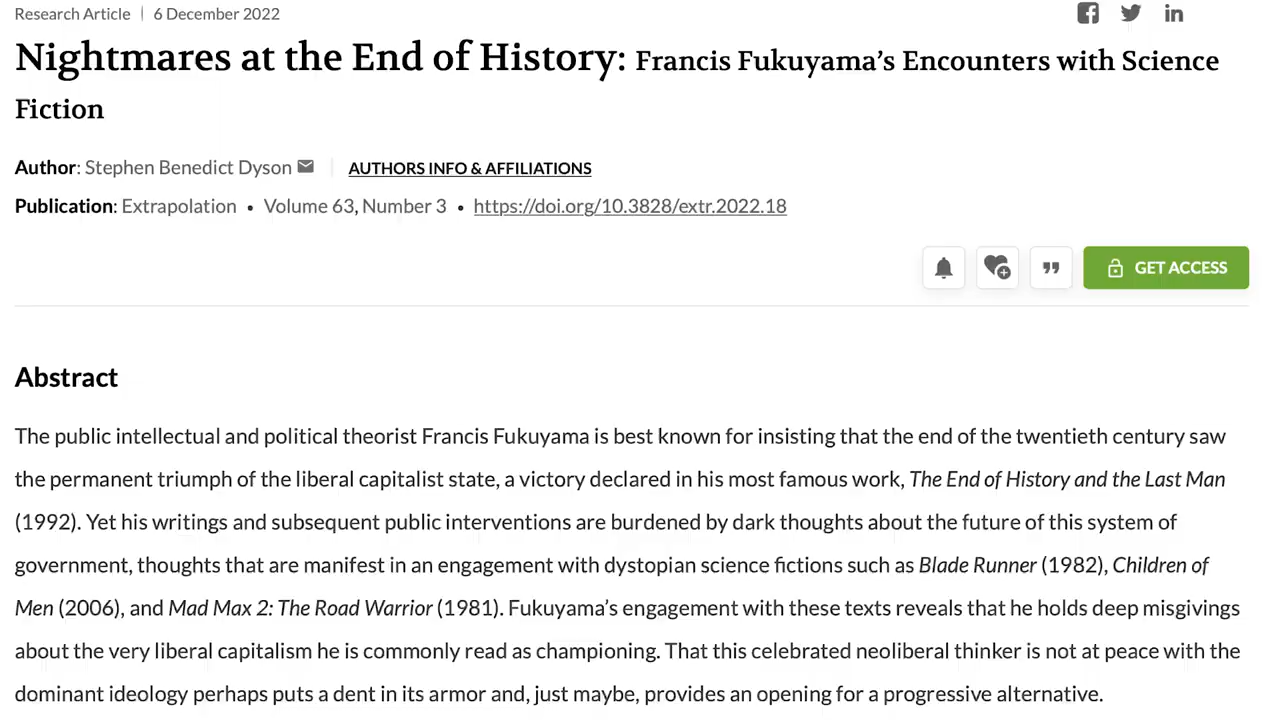 Research Article | 6 December 2022
Nightmares at the End of History: Francis Fukuyama’s Encounters with Science
Fiction
Author: Stephen Benedict Dyson | AUTHORS INFO & AFFILIATIONS
Publication: Extrapolation • Volume 63, Number 3 • https://doi.org/10.3828/extr.2022.18
GET ACCESS
Abstract
The public intellectual and political theorist Francis Fukuyama is best known for insisting that the end of the twentieth century saw
the permanent triumph of the liberal capitalist state, a victory declared in his most famous work, The End of History and the Last Man
(1992). Yet his writings and subsequent public interventions are burdened by dark thoughts about the future of this system of
government, thoughts that are manifest in an engagement with dystopian science fictions such as Blade Runner (1982), Children of
Men (2006), and Mad Max 2: The Road Warrior (1981). Fukuyama’s engagement with these texts reveals that he holds deep misgivings
about the very liberal capitalism he is commonly read as championing. That this celebrated neoliberal thinker is not at peace with the
dominant ideology perhaps puts a dent in its armor and, just maybe, provides an opening for a progressive alternative.